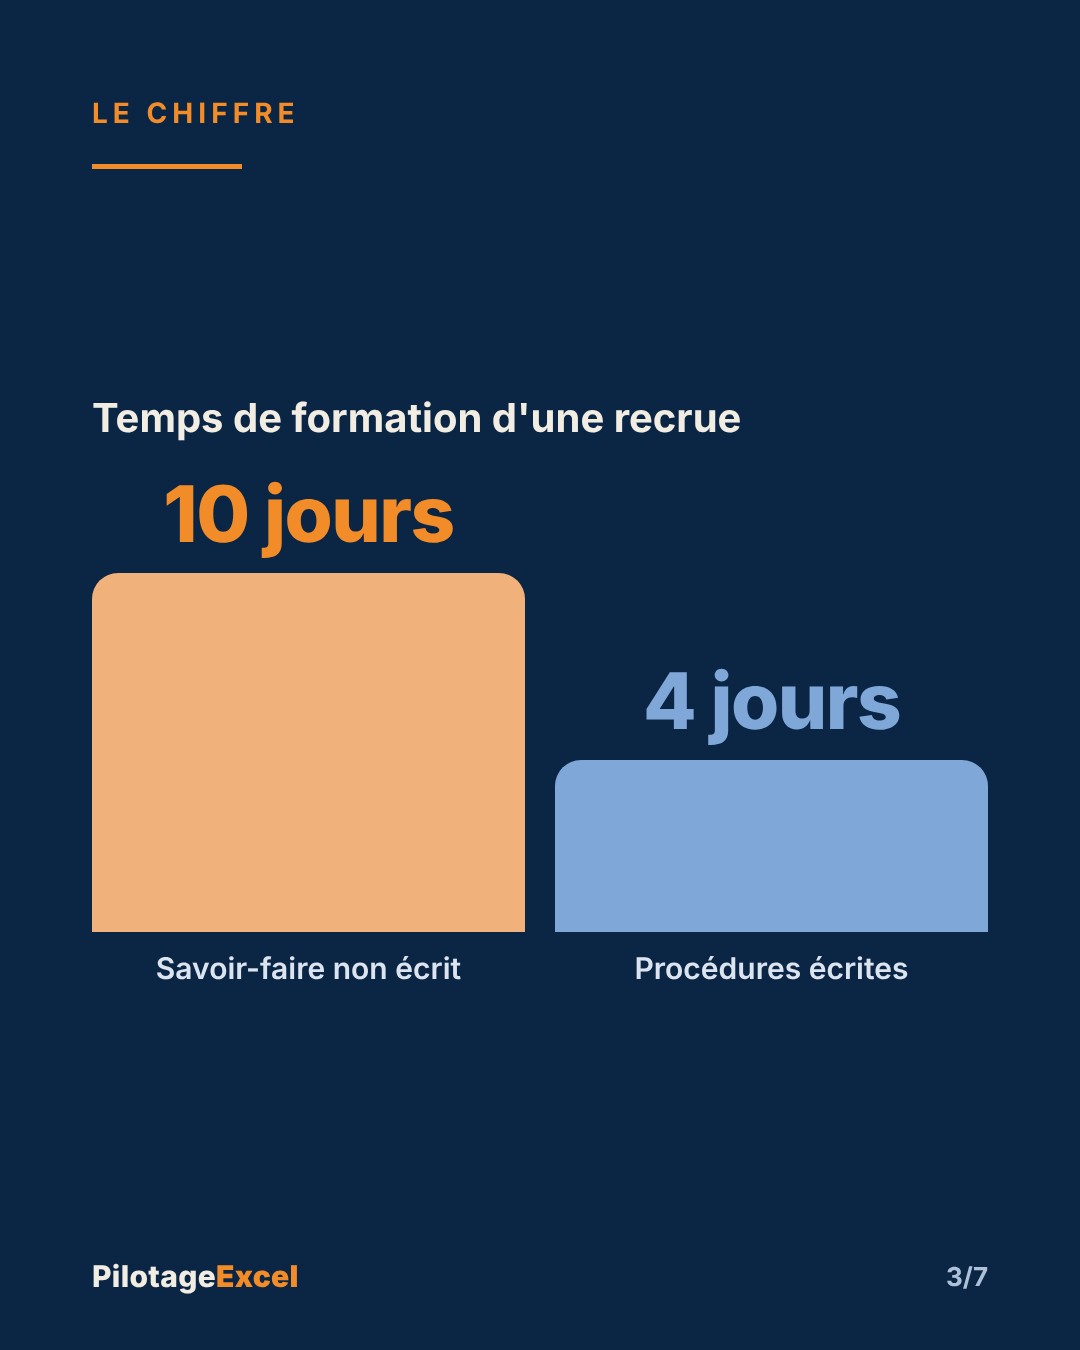 LE CHIFFRE
Temps de formation d'une recrue
10 jours
4 jours
Savoir-faire non écrit
Procédures écrites
PilotageExcel
3/7